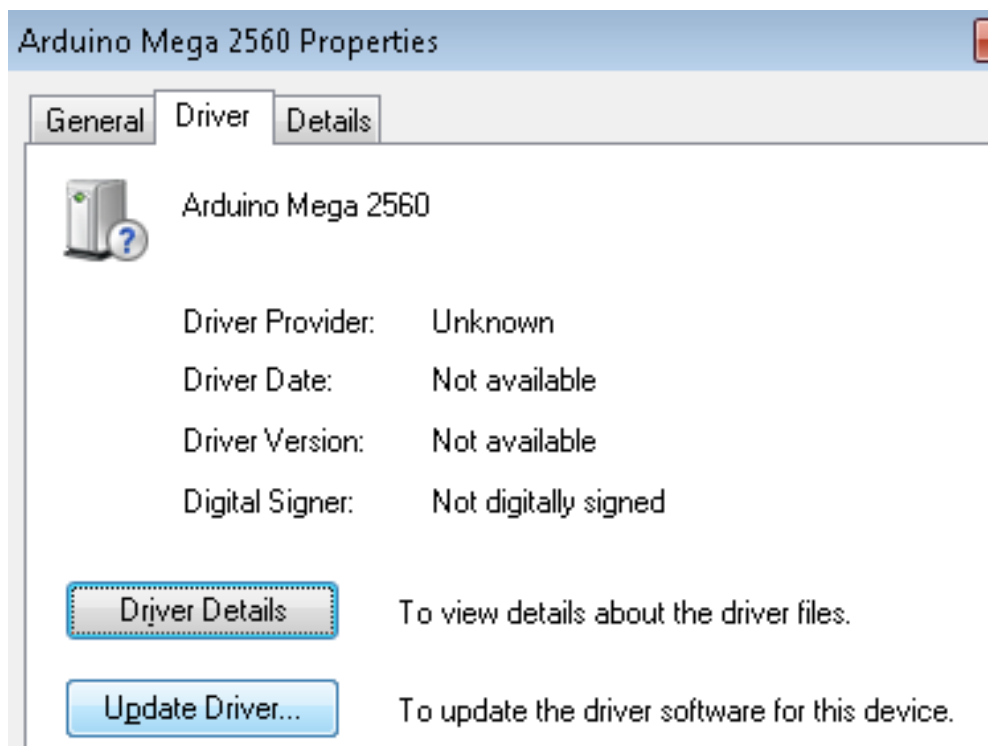 Arduino Mega 2560 Properties
General Driver Details
Arduino Mega 2560
Driver Provider: Unknown
Driver Date: Not available
Driver Version: Not available
Digital Signer: Not digitally signed
Driver Details To view details about the driver files.
Update Driver... To update the driver software for this device.